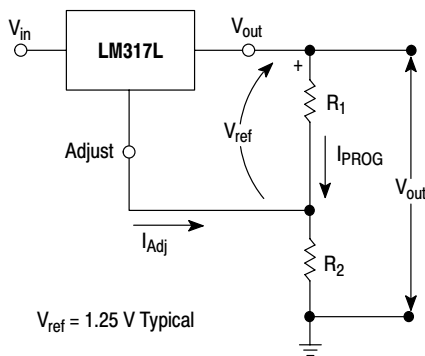 V_in
LM317L
V_out
+
R_1
V_ref
Adjust
I_PROG
V_out
I_Adj
R_2
V_ref = 1.25 V Typical